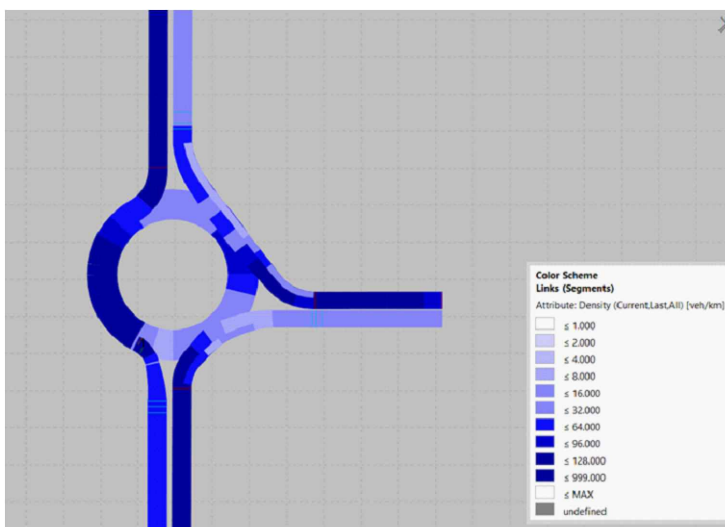 Color Scheme
Links (Segments)
Attribute: Density (Current,Last,All) [veh/km]
≤ 1.000
≤ 2.000
≤ 4.000
≤ 8.000
≤ 16.000
≤ 32.000
≤ 64.000
≤ 96.000
≤ 128.000
≤ 999.000
≤ MAX
undefined